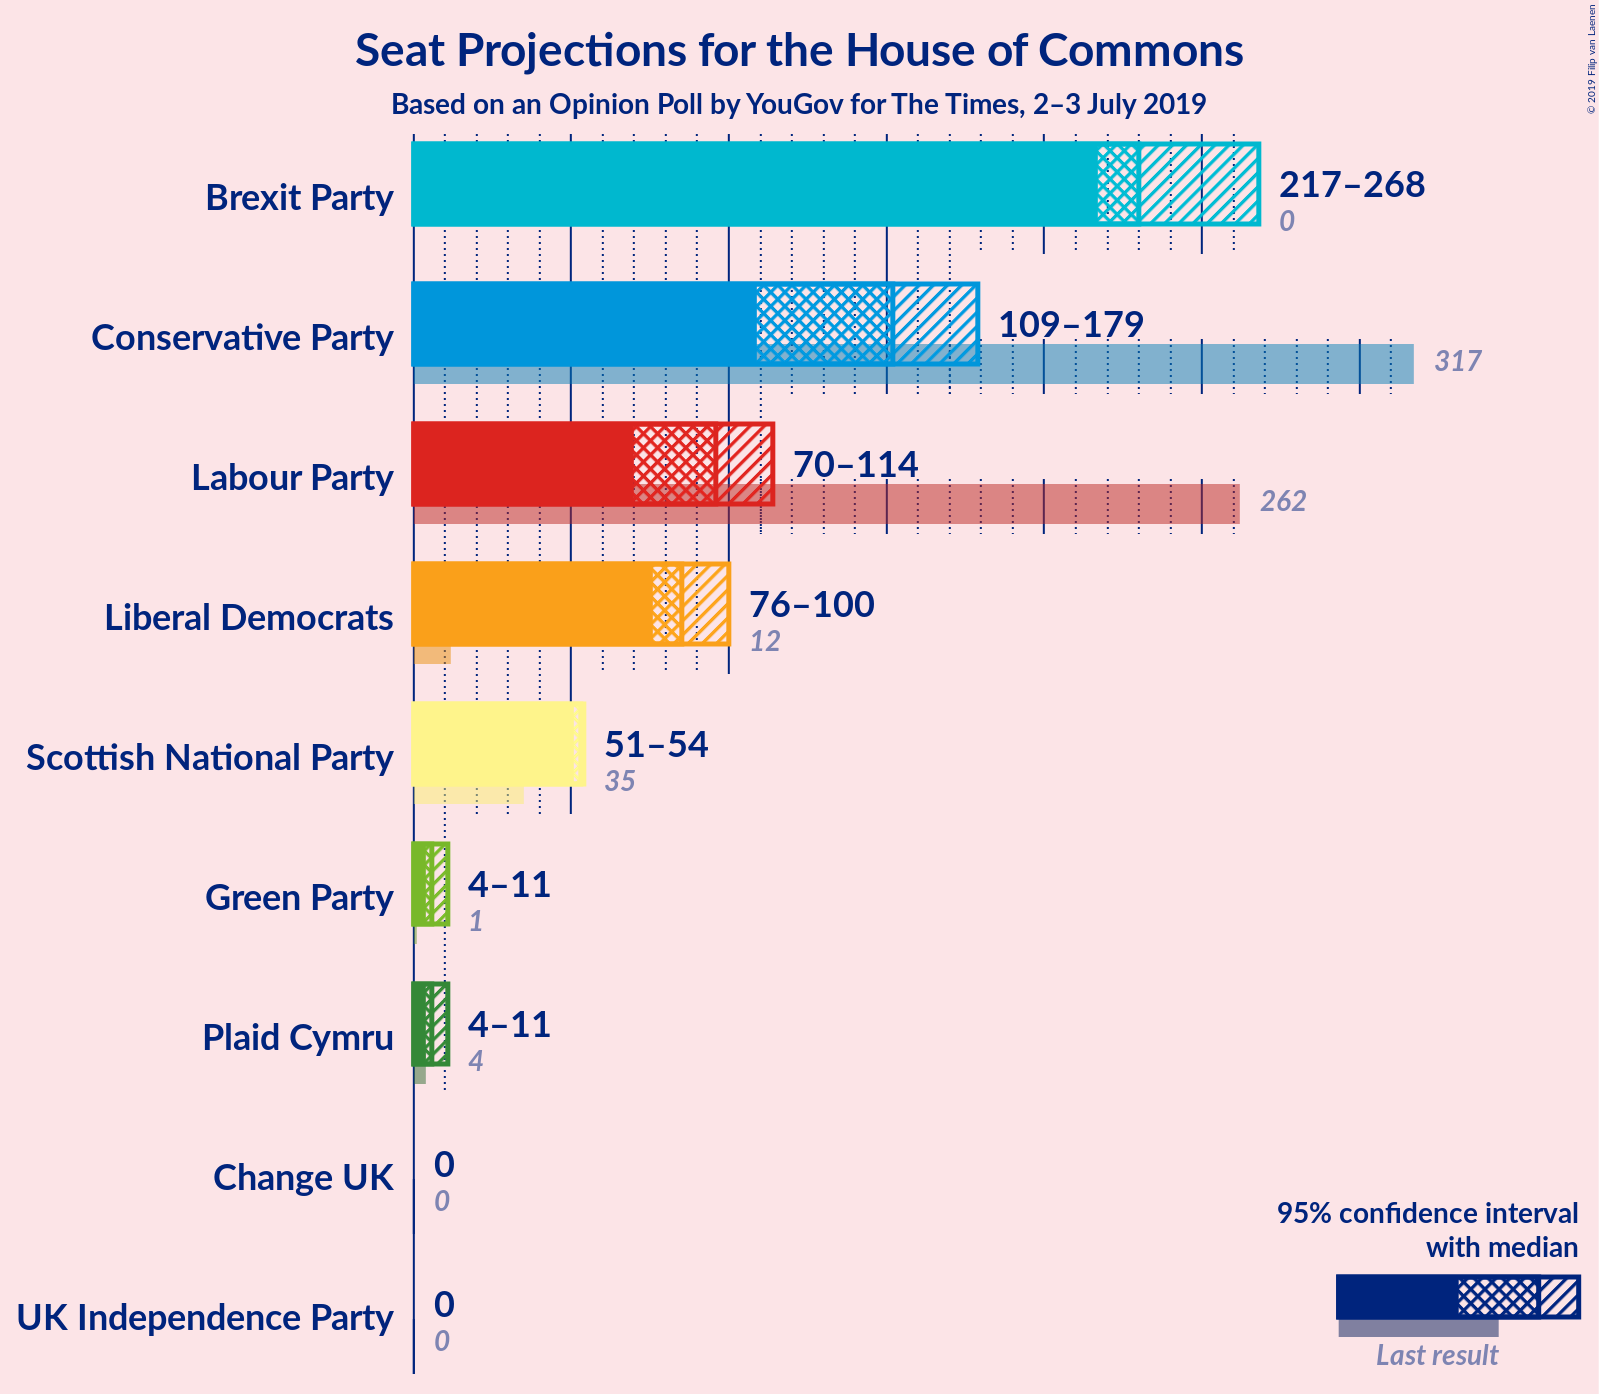 Seat Projections for the House of Commons
Based on an Opinion Poll by YouGov for The Times, 2–3 July 2019
© 2019 Filip van Laenen
Brexit Party
217–268
0
Conservative Party
109–179
317
Labour Party
70–114
262
Liberal Democrats
76–100
12
Scottish National Party
51–54
35
Green Party
4–11
1
Plaid Cymru
4–11
4
Change UK
0
0
UK Independence Party
0
0
95% confidence interval
with median
Last result